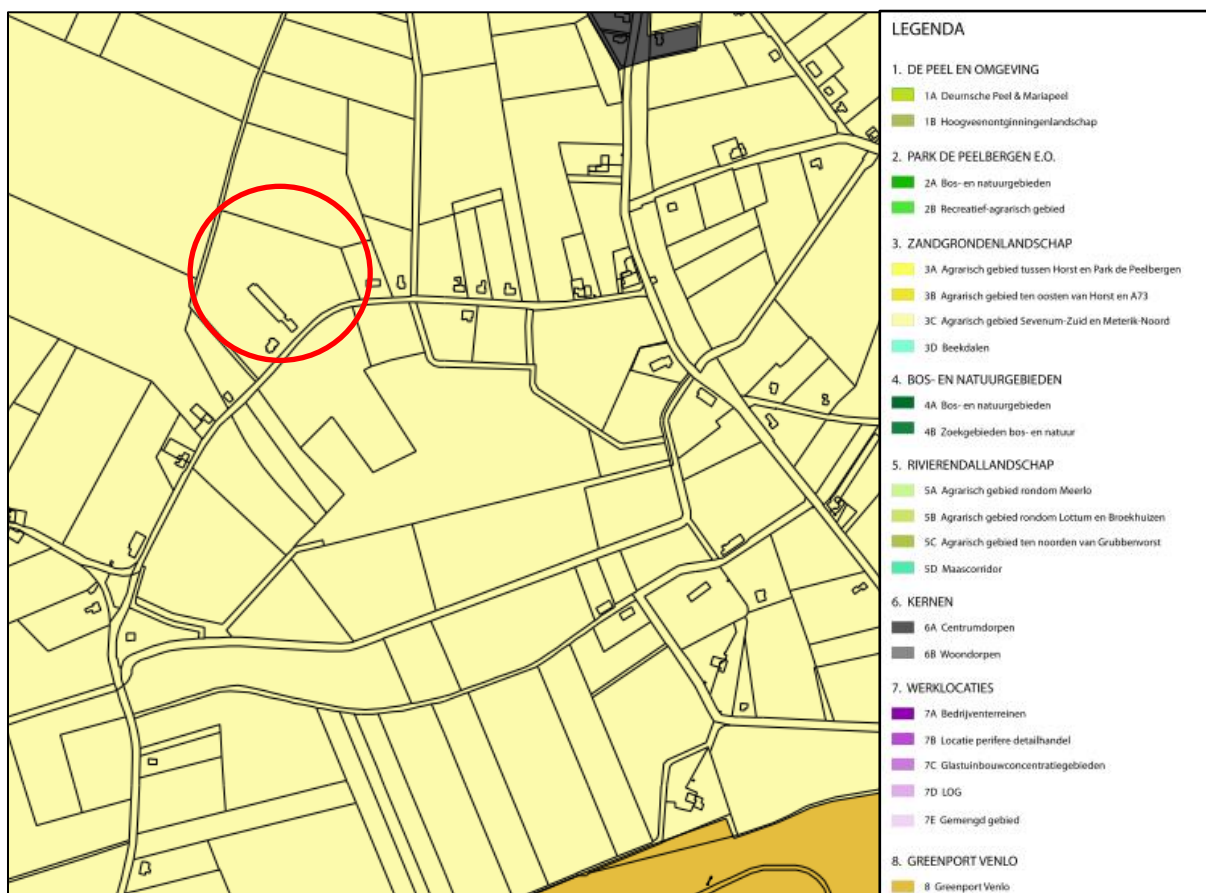 LEGENDA
1. DE PEEL EN OMGEVING
1A Deurnsche Peel & Mariapeel
1B Hoogveenontginningenlandschap
2. PARK DE PEELBERGEN E.O.
2A Bos- en natuurgebieden
2B Recreatief-agrarisch gebied
3. ZANDGRONDENLANDSCHAP
3A Agrarisch gebied tussen Horst en Park de Peelbergen
3B Agrarisch gebied ten oosten van Horst en A73
3C Agrarisch gebied Sevenum-Zuid en Meterik-Noord
3D Beekdalen
4. BOS- EN NATUURGEBIEDEN
4A Bos- en natuurgebieden
4B Zoekgebieden bos- en natuur
5. RIVIERENDALLANDSCHAP
5A Agrarisch gebied rondom Meerlo
5B Agrarisch gebied rondom Lottum en Broekhuizen
5C Agrarisch gebied ten noorden van Grubbenvorst
5D Maascorridor
6. KERNEN
6A Centrumdorpen
6B Woondorpen
7. WERKLOCATIES
7A Bedrijventerreinen
7B Locatie perifere detailhandel
7C Glastuinbouwconcentratiegebieden
7D LOG
7E Gemengd gebied
8. GREENPORT VENLO
8 Greenport Venlo